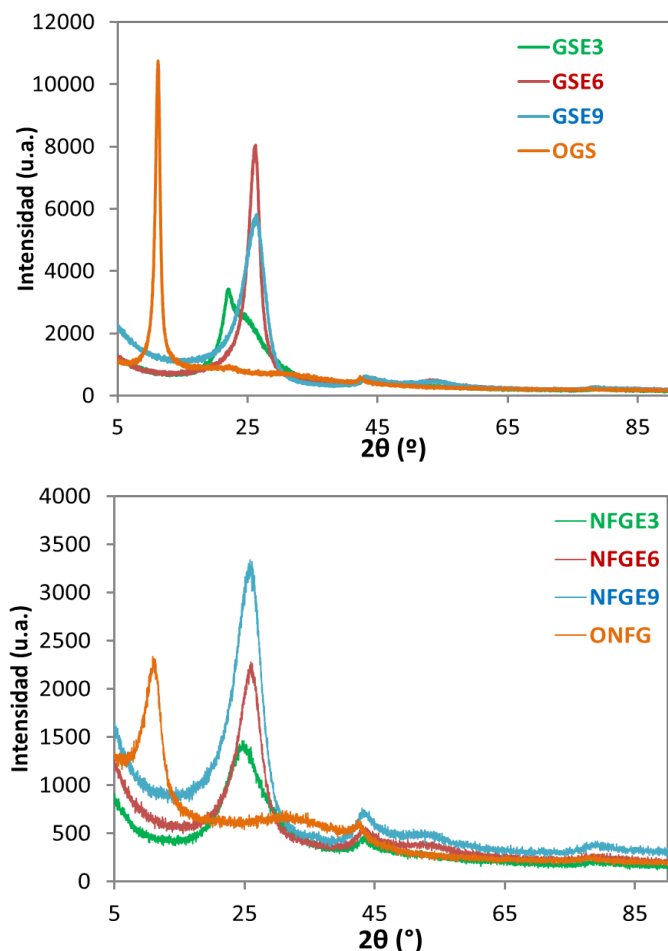 12000
10000
8000
6000
4000
2000
0
Intensidad (u.a.)
GSE3
GSE6
GSE9
OGS
5 25 45 65 85
2θ (º)
4000
3500
3000
2500
2000
1500
1000
500
0
Intensidad (u.a.)
NFGE3
NFGE6
NFGE9
ONFG
5 25 45 65 85
2θ (°)